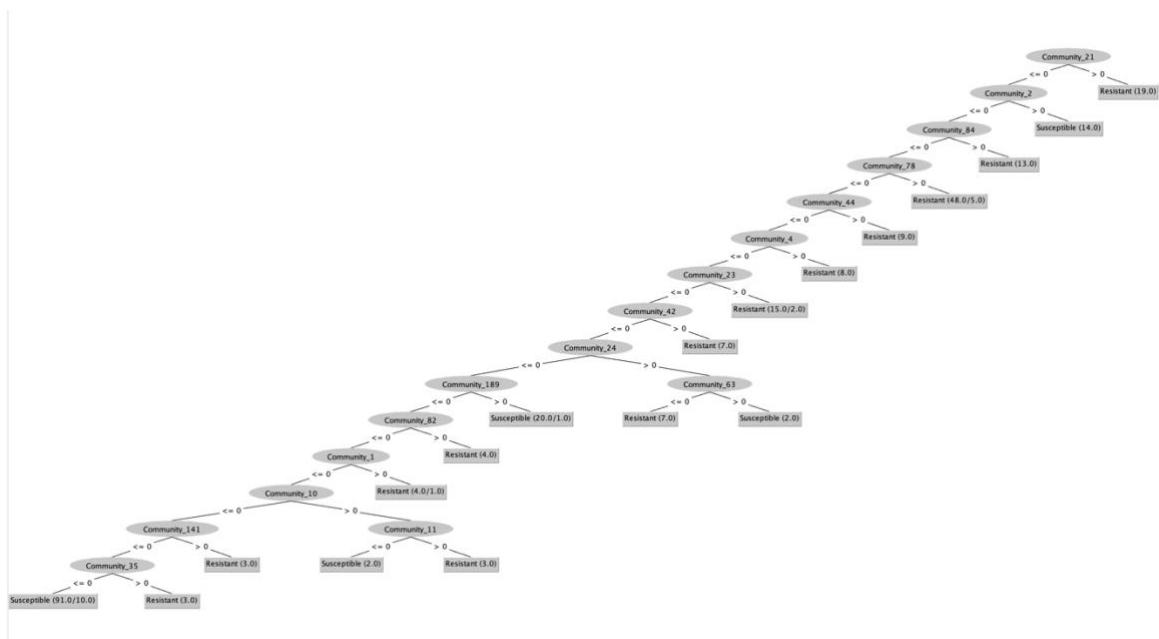 Community_21
<= 0 > 0
Community_2 Resistant (19.0)
<= 0 > 0
Community_84 Susceptible (14.0)
<= 0 > 0
Community_78 Resistant (13.0)
<= 0 > 0
Community_44 Resistant (48.0/5.0)
<= 0 > 0
Community_4 Resistant (9.0)
<= 0 > 0
Community_23 Resistant (8.0)
<= 0 > 0
Community_42 Resistant (15.0/2.0)
<= 0 > 0
Community_24 Resistant (7.0)
<= 0 > 0
Community_189 Community_63
<= 0 > 0 <= 0 > 0
Community_82 Susceptible (20.0/1.0) Resistant (7.0) Susceptible (2.0)
<= 0 > 0
Community_1 Resistant (4.0)
<= 0 > 0
Community_10 Resistant (4.0/1.0)
<= 0 > 0
Community_141 Community_11
<= 0 > 0 <= 0 > 0
Community_35 Resistant (3.0) Susceptible (2.0) Resistant (3.0)
<= 0 > 0
Susceptible (91.0/10.0) Resistant (3.0)